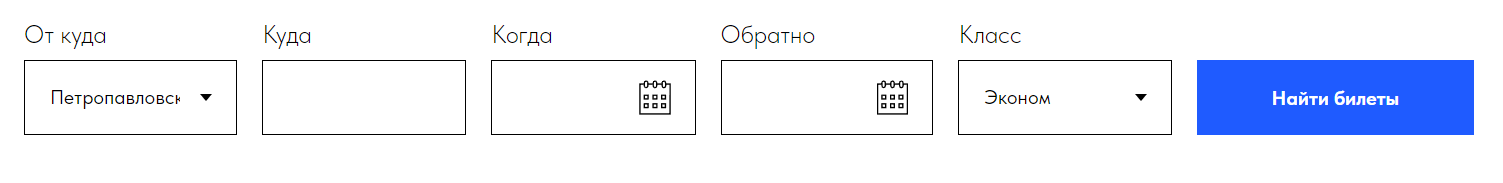 От куда
Куда
Когда
Обратно
Класс
Петропавловск
Эконом
Найти билеты